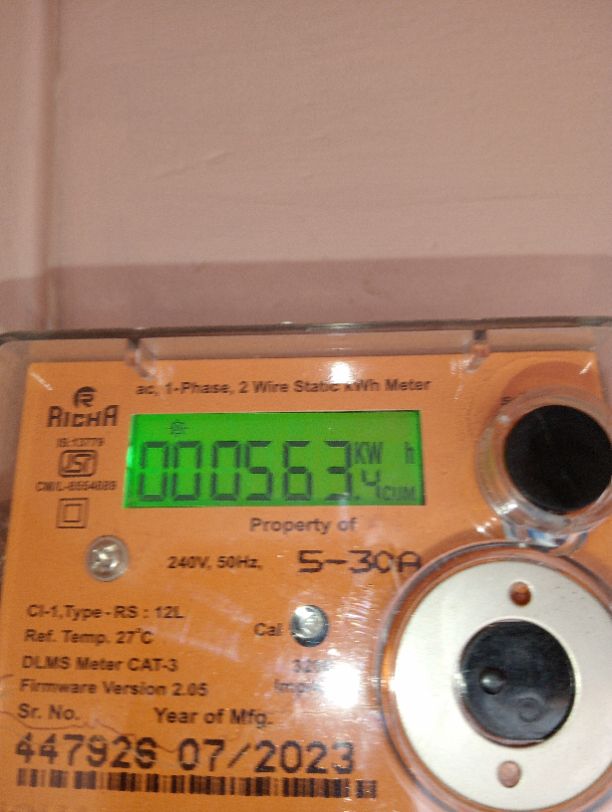 ac, 1-Phase, 2 Wire Static kWh Meter
RICHA
IS:13779
ISI
000563.4 KW h
CUM
Property of
240V, 50Hz, 5-30A
CI-1,Type-RS : 12L
Ref. Temp. 27°C
Cal
DLMS Meter CAT-3
Firmware Version 2.05
Sr. No. Year of Mfg.
07/2023